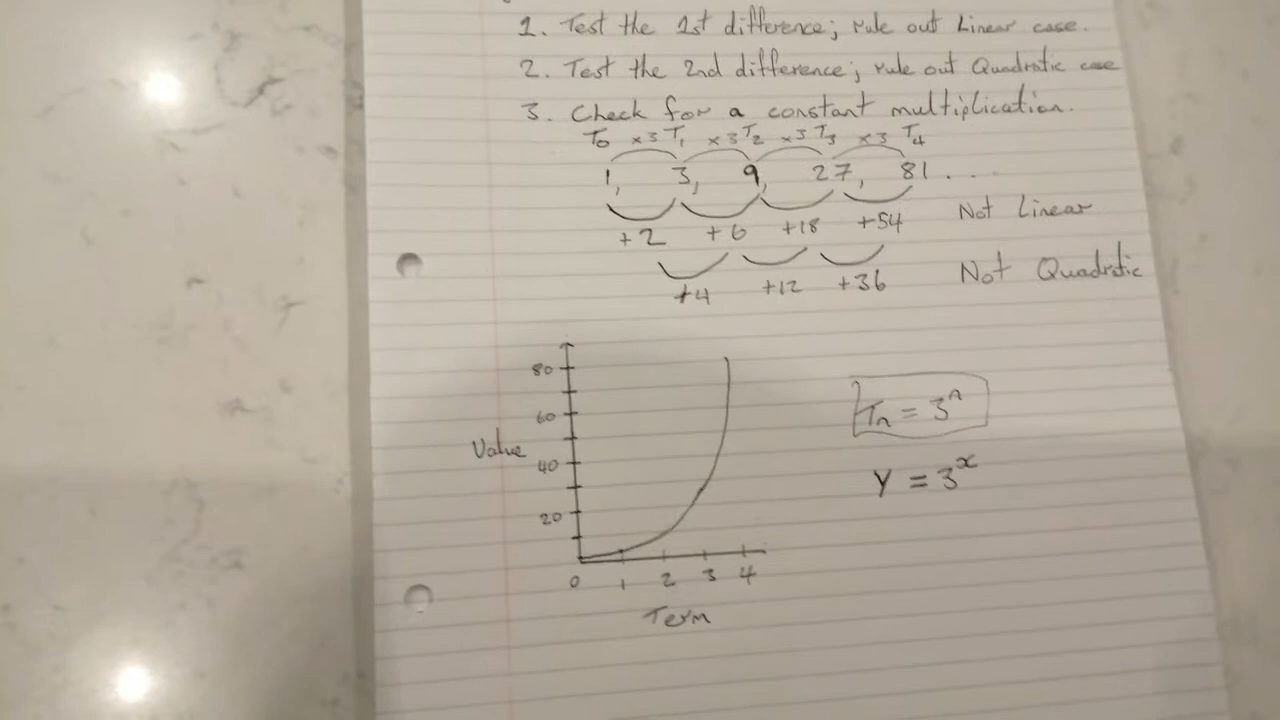 1. Test the 1st difference; rule out Linear case.
2. Test the 2nd difference; rule out Quadratic case
3. Check for a constant multiplication.
T0 ×3 T1 ×3 T2 ×3 T3 ×3 T4
1, 3, 9, 27, 81 ....
+2 +6 +18 +54 Not Linear
+4 +12 +36 Not Quadratic
80
60
Value
40
20
0 1 2 3 4
Term
Tn = 3^n
y = 3^x